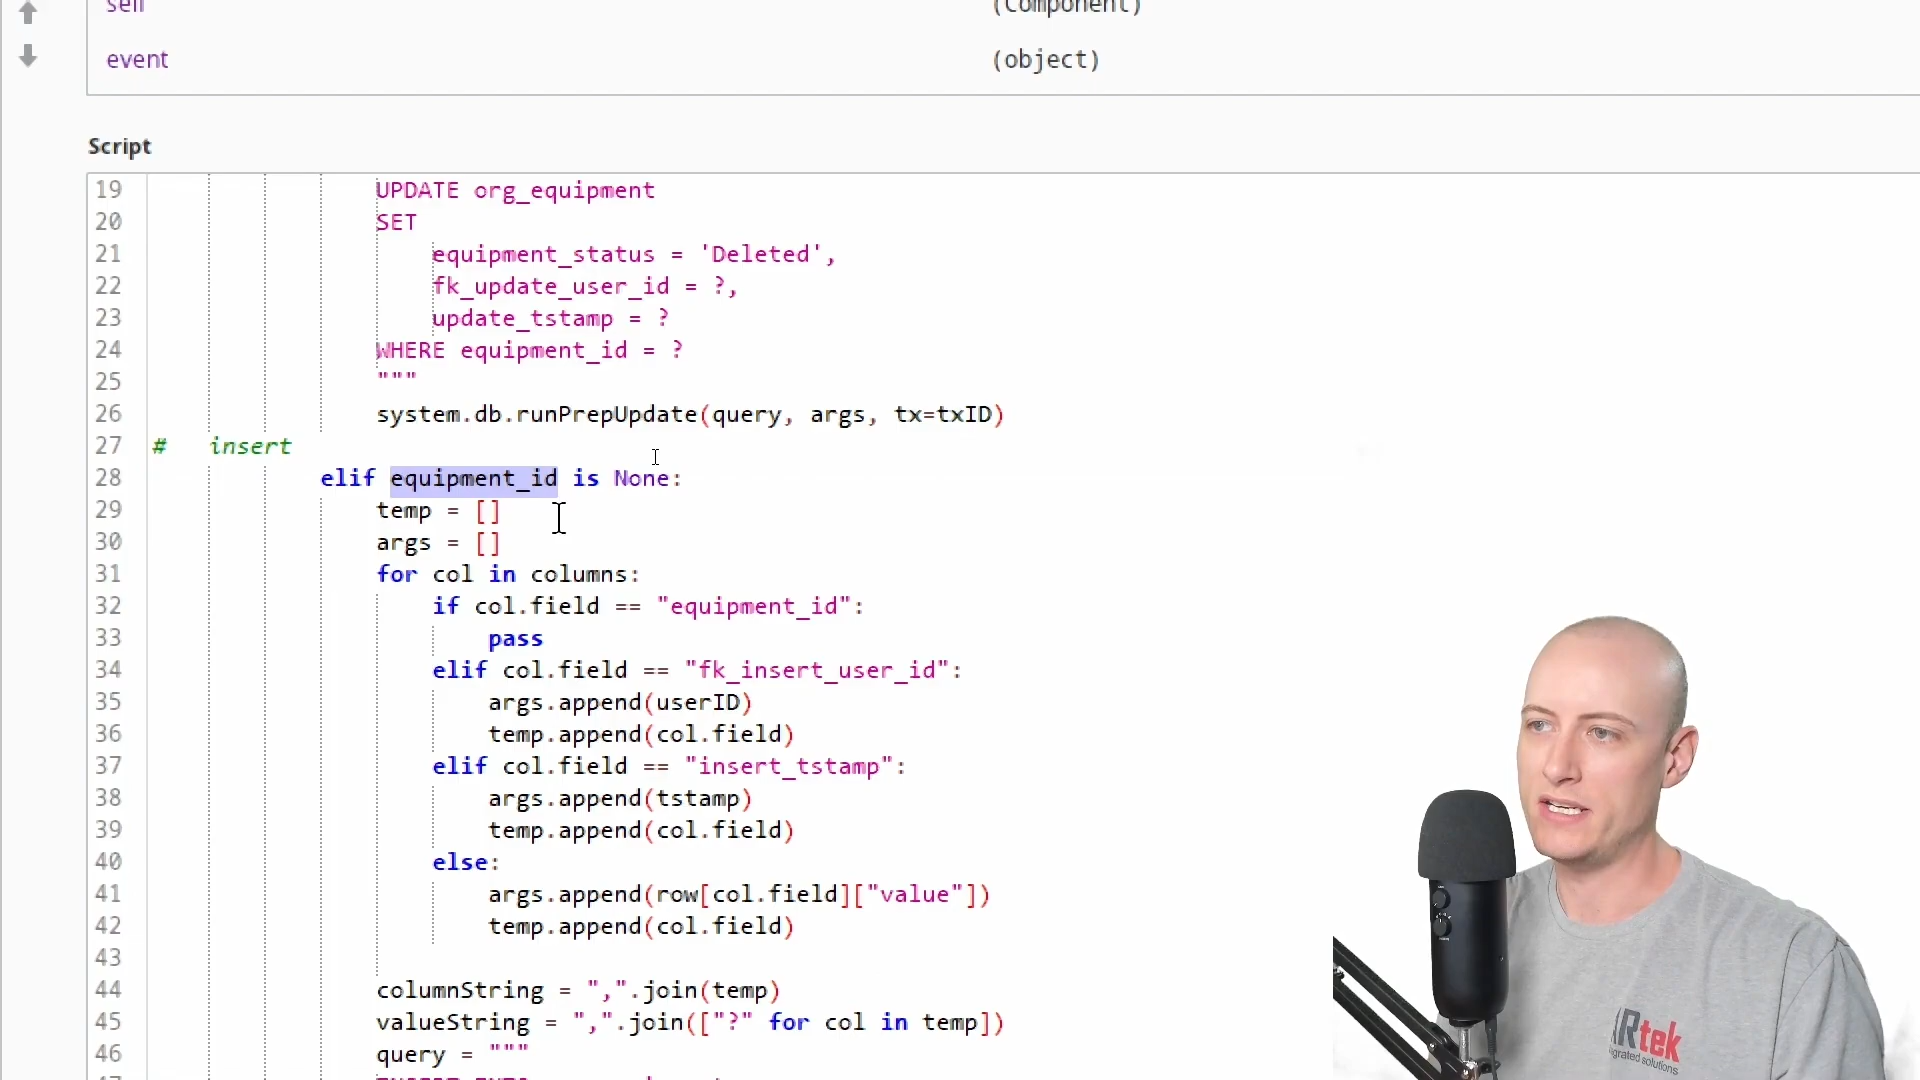 self (Component)
event (object)
Script
19 UPDATE org_equipment
20 SET
21 equipment_status = 'Deleted',
22 fk_update_user_id = ?,
23 update_tstamp = ?
24 WHERE equipment_id = ?
25 """
26 system.db.runPrepUpdate(query, args, tx=txID)
27 # insert
28 elif equipment_id is None:
29 temp = []
30 args = []
31 for col in columns:
32 if col.field == "equipment_id":
33 pass
34 elif col.field == "fk_insert_user_id":
35 args.append(userID)
36 temp.append(col.field)
37 elif col.field == "insert_tstamp":
38 args.append(tstamp)
39 temp.append(col.field)
40 else:
41 args.append(row[col.field]["value"])
42 temp.append(col.field)
43
44 columnString = ",".join(temp)
45 valueString = ",".join(["?" for col in temp])
46 query = """
Rtek
solutions